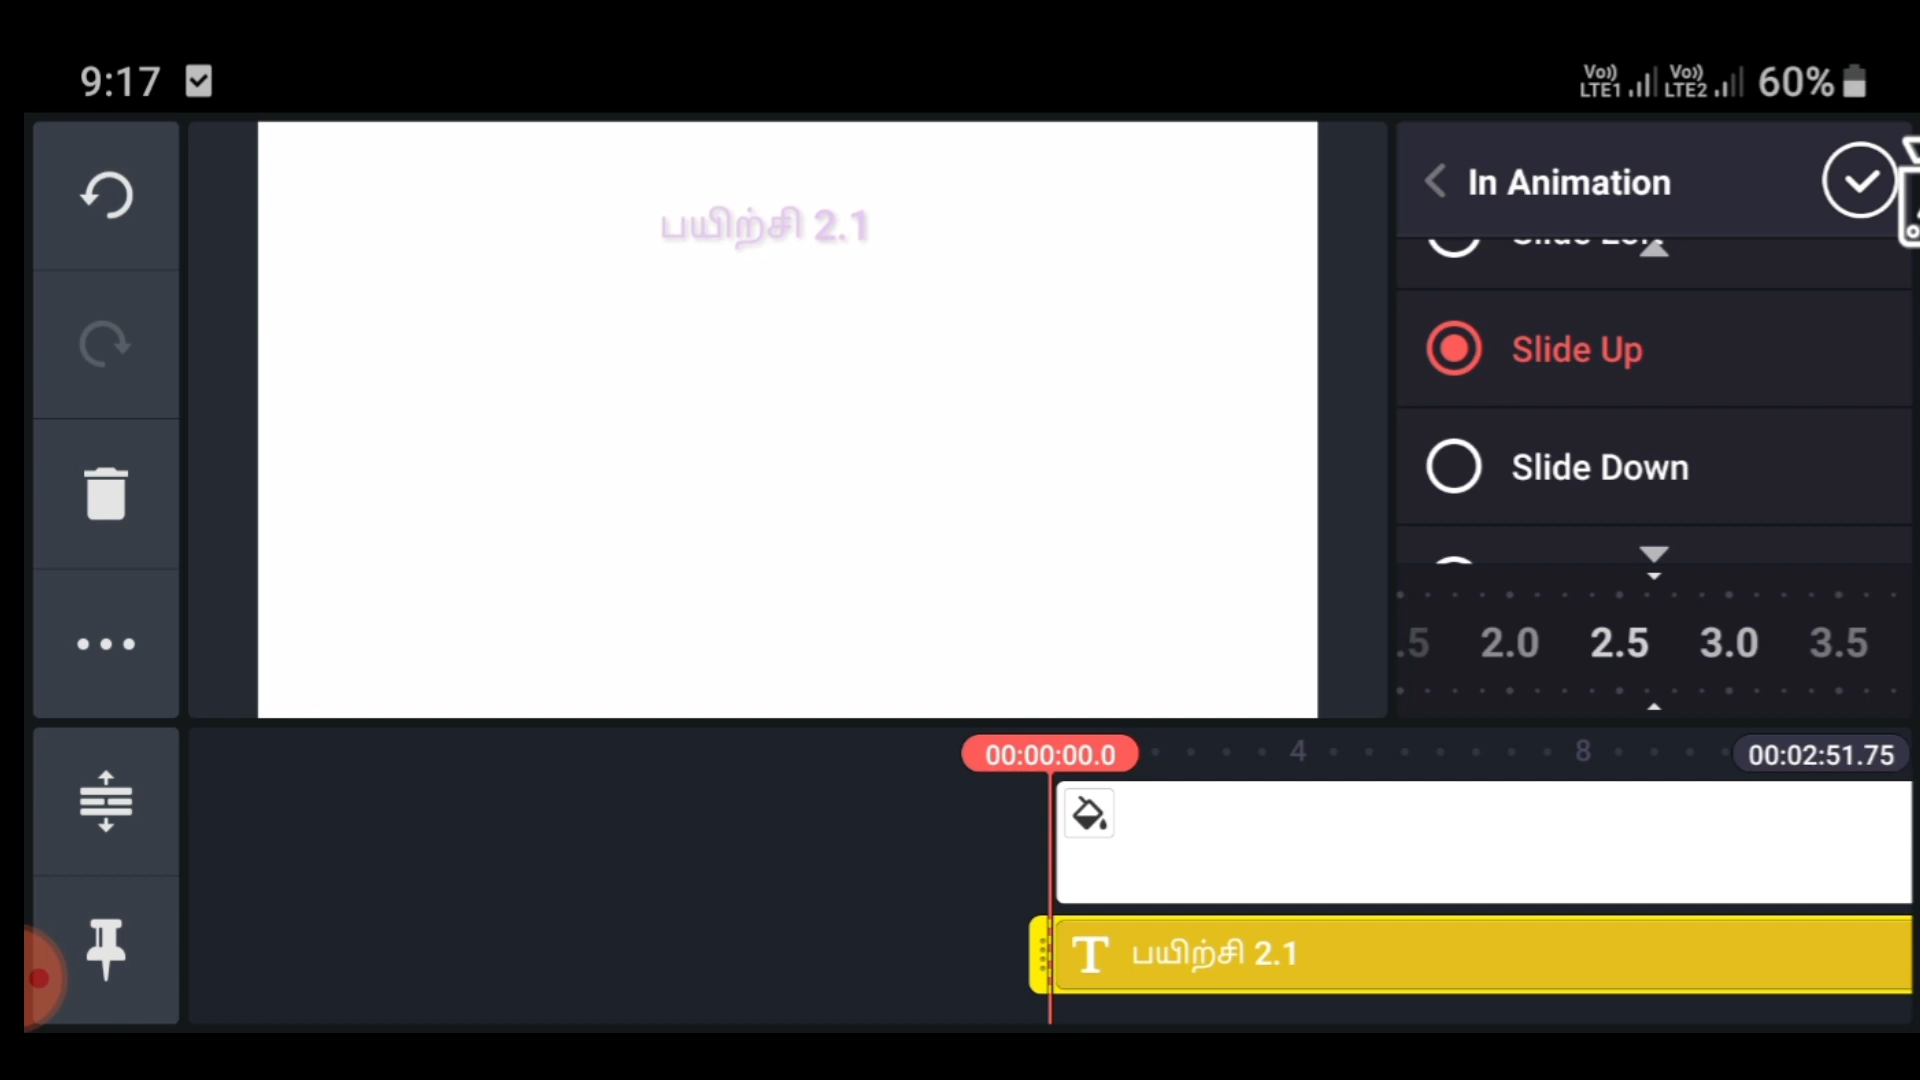 9:17
Vo)) LTE1 Vo)) LTE2 60%
In Animation
பயிற்சி 2.1
Slide Up
Slide Down
.5 2.0 2.5 3.0 3.5
00:00:00.0 4 8 00:02:51.75
T பயிற்சி 2.1